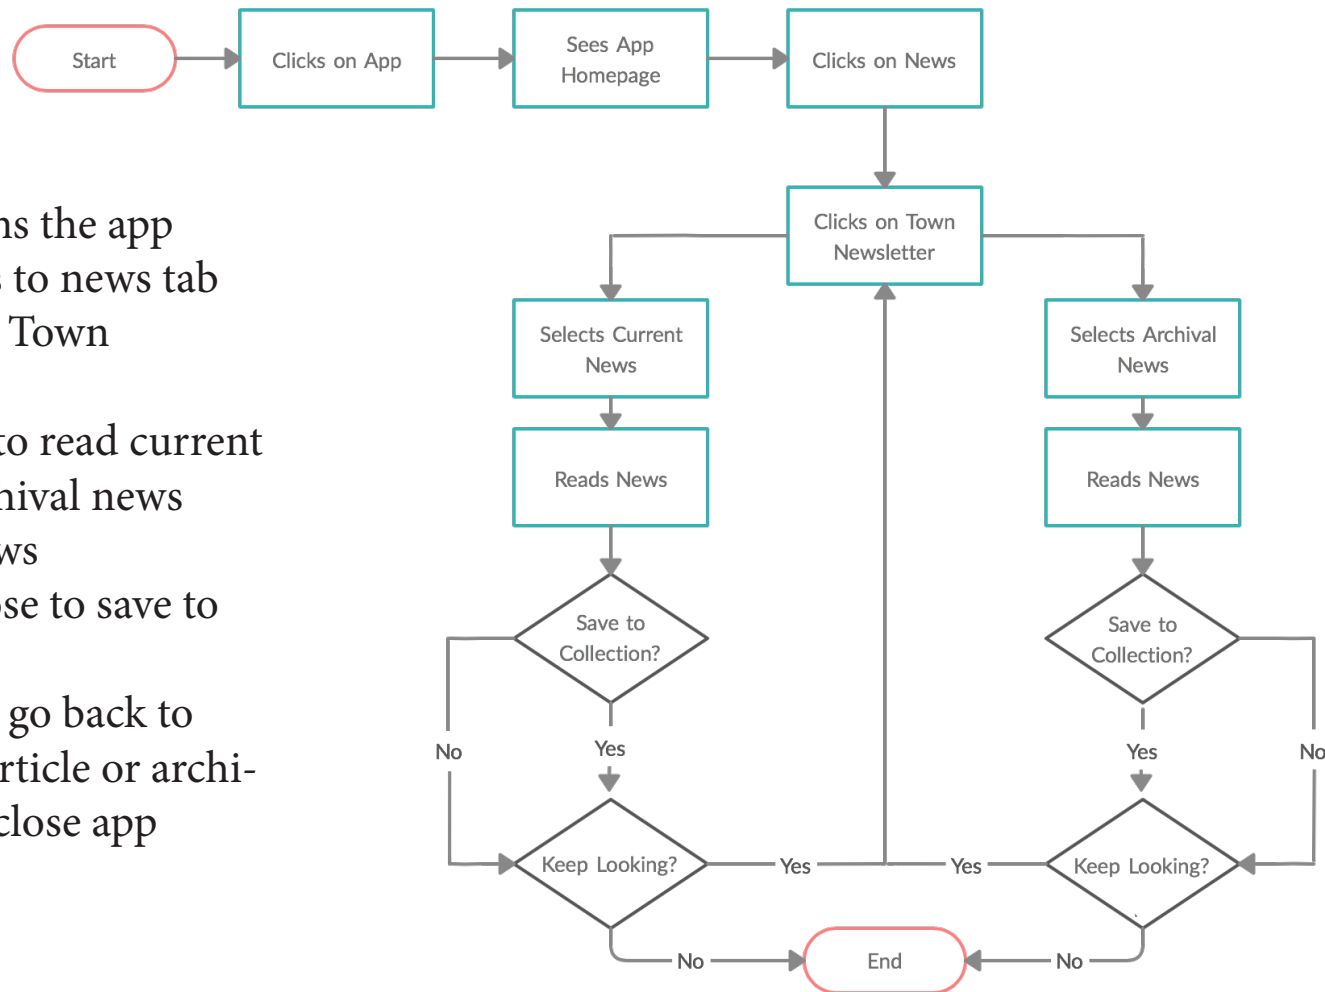 Start
Clicks on App
Sees App
Homepage
Clicks on News
Clicks on Town
Newsletter
ns the app
s to news tab
Town
to read current
nival news
ws
ose to save to
go back to
rticle or archi-
close app
Selects Current
News
Reads News
Save to
Collection?
No
Yes
Keep Looking?
Yes
No
Selects Archival
News
Reads News
Save to
Collection?
Yes
No
Keep Looking?
Yes
No
End